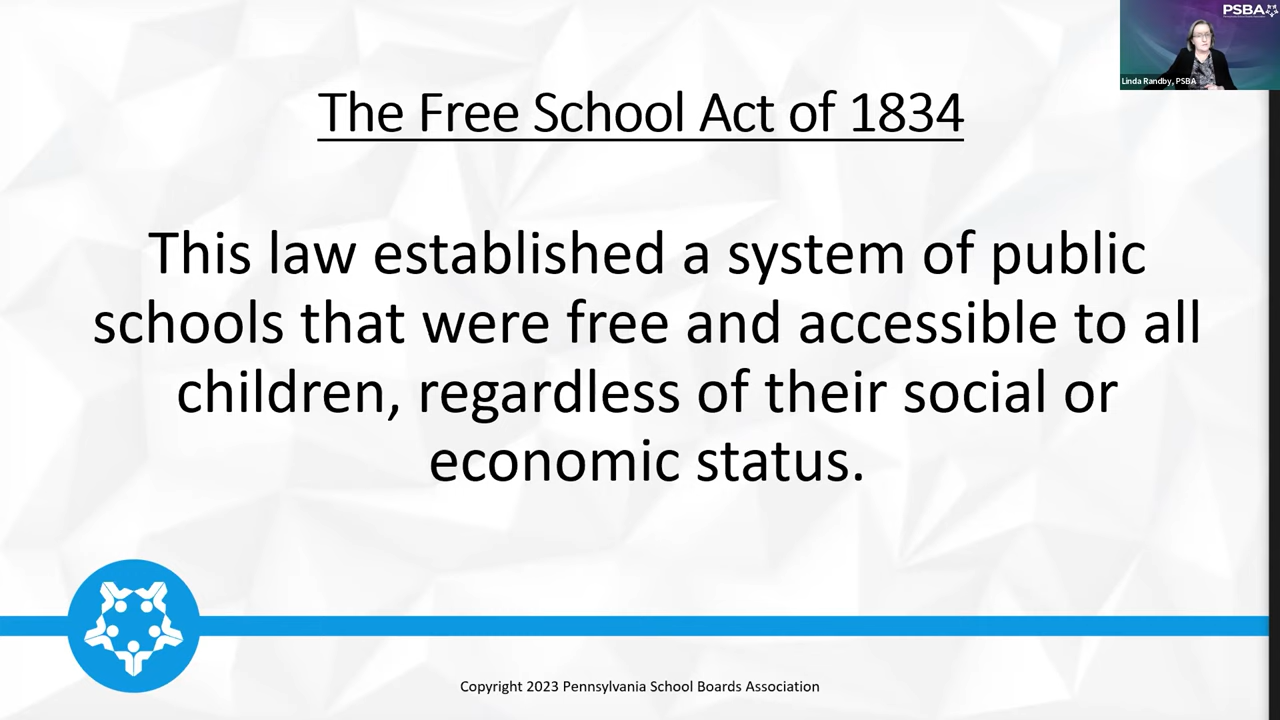 PSBA
Linda Randby, PSBA
The Free School Act of 1834
This law established a system of public
schools that were free and accessible to all
children, regardless of their social or
economic status.
Copyright 2023 Pennsylvania School Boards Association